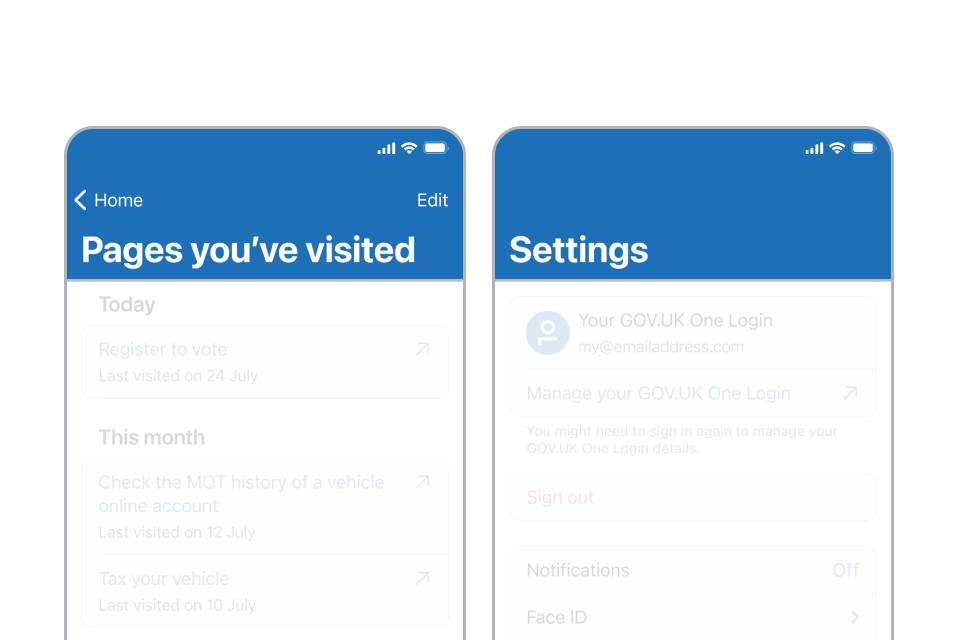 Home
Edit
Pages you’ve visited
Today
Register to vote
Last visited on 24 July
This month
Check the MOT history of a vehicle
online account
Last visited on 12 July
Tax your vehicle
Last visited on 10 July
Settings
Your GOV.UK One Login
my@emailaddress.com
Manage your GOV.UK One Login
You might need to sign in again to manage your
GOV.UK One Login details.
Sign out
Notifications
Off
Face ID